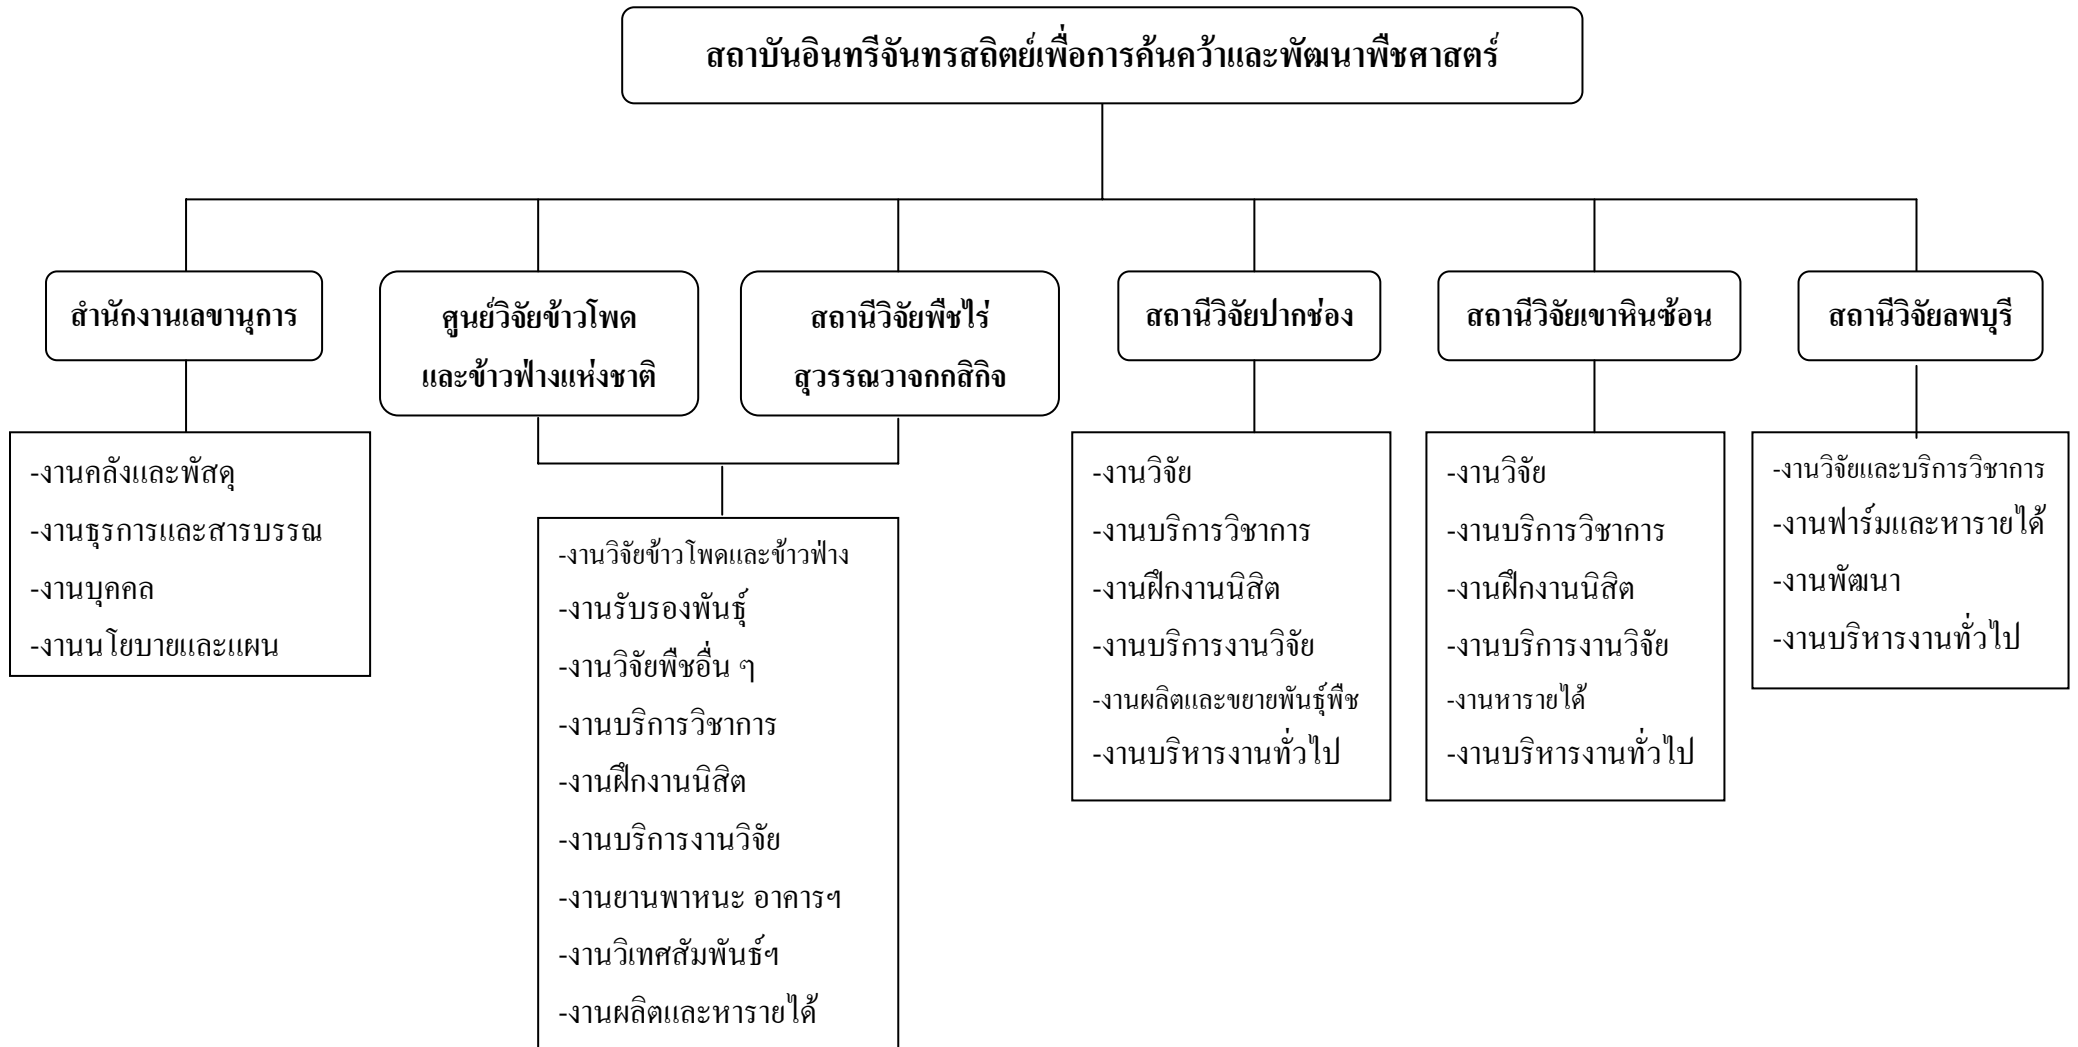 สถาบันอินทรีจันทรสถิตย์เพื่อการค้นคว้าและพัฒนาพืชศาสตร์
สำนักงานเลขานุการ
ศูนย์วิจัยข้าวโพด
และข้าวฟ่างแห่งชาติ
สถานีวิจัยพืชไร่
สุวรรณวาจกกสิกิจ
สถานีวิจัยปากช่อง
สถานีวิจัยเขาหินซ้อน
สถานีวิจัยลพบุรี
-งานคลังและพัสดุ
-งานธุรการและสารบรรณ
-งานบุคคล
-งานนโยบายและแผน
-งานวิจัยข้าวโพดและข้าวฟ่าง
-งานรับรองพันธุ์
-งานวิจัยพืชอื่น ๆ
-งานบริการวิชาการ
-งานฝึกงานนิสิต
-งานบริการงานวิจัย
-งานยานพาหนะ อาคารฯ
-งานวิเทศสัมพันธ์ฯ
-งานผลิตและหารายได้
-งานวิจัย
-งานบริการวิชาการ
-งานฝึกงานนิสิต
-งานบริการงานวิจัย
-งานผลิตและขยายพันธุ์พืช
-งานบริหารงานทั่วไป
-งานวิจัย
-งานบริการวิชาการ
-งานฝึกงานนิสิต
-งานบริการงานวิจัย
-งานหารายได้
-งานบริหารงานทั่วไป
-งานวิจัยและบริการวิชาการ
-งานฟาร์มและหารายได้
-งานพัฒนา
-งานบริหารงานทั่วไป